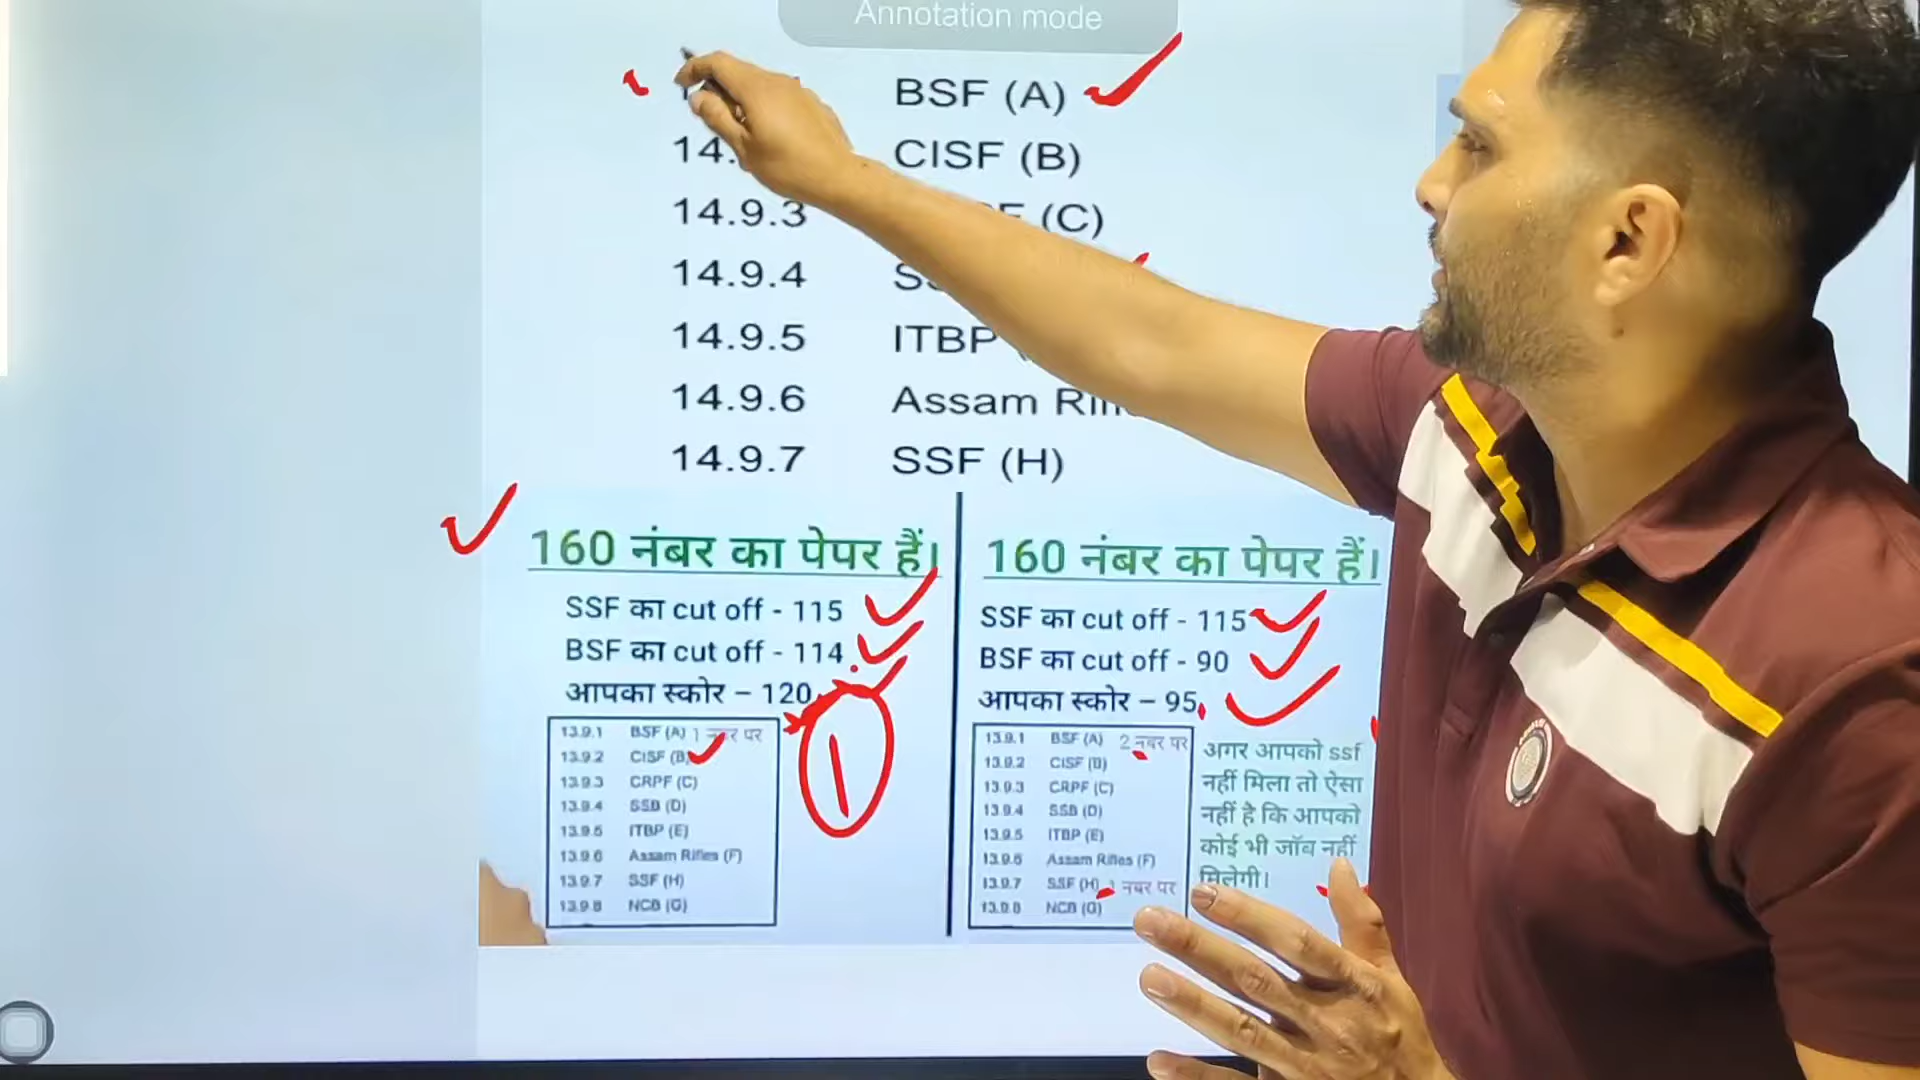 Annotation mode
BSF (A)
14. CISF (B)
14.9.3 (C)
14.9.4
14.9.5 ITBP
14.9.6 Assam
14.9.7 SSF (H)
160 नंबर का पेपर हैं।
SSF का cut off - 115
BSF का cut off - 114
आपका स्कोर – 120
13.9.1 BSF (A) 1 नंबर पर
13.9.2 CISF (B)
13.9.3 CRPF (C)
13.9.4 SSB (D)
13.9.5 ITBP (E)
13.9.6 Assam Rifles (F)
13.9.7 SSF (H)
13.9.8 NCB (G)
1
160 नंबर का पेपर हैं।
SSF का cut off - 115
BSF का cut off - 90
आपका स्कोर – 95
13.9.1 BSF (A) 2 नंबर पर
13.9.2 CISF (B)
13.9.3 CRPF (C)
13.9.4 SSB (D)
13.9.5 ITBP (E)
13.9.6 Assam Rifles (F)
13.9.7 SSF (H) नंबर पर
13.9.8 NCB (G)
अगर आपको ssf
नहीं मिला तो ऐसा
नहीं है कि आपको
कोई भी जॉब नहीं
मिलेगी।